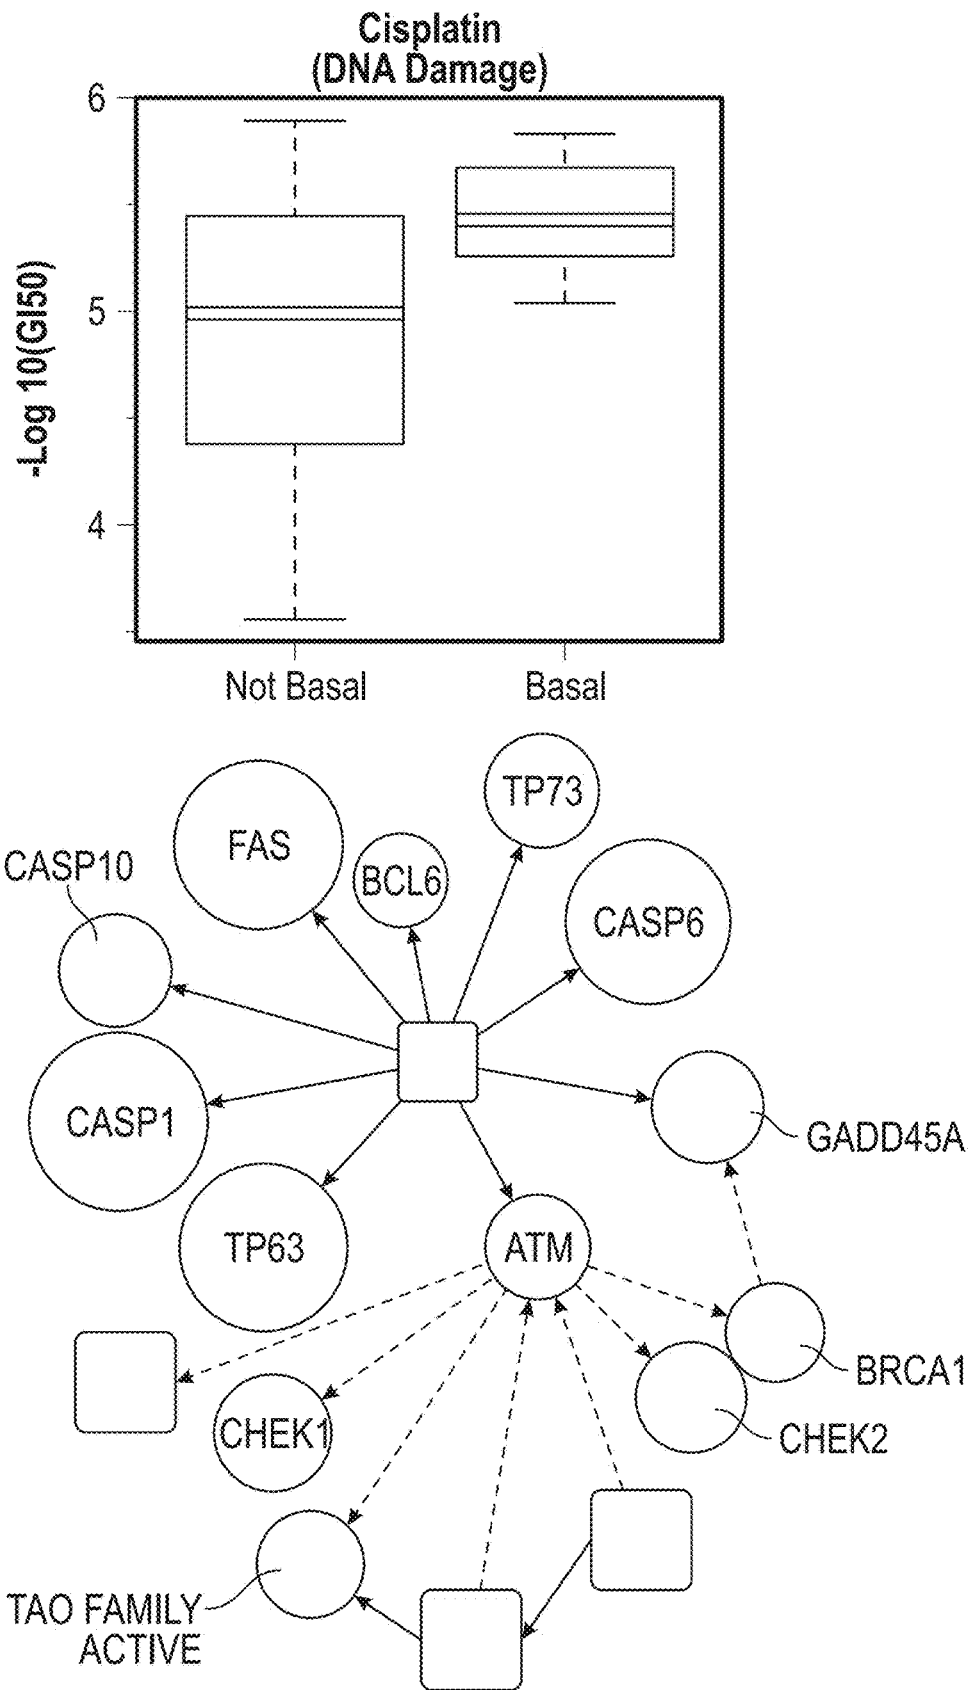 Cisplatin
(DNA Damage)
6
5
4
-Log 10(GI50)
Not Basal
Basal
TP73
FAS
CASP10
BCL6
CASP6
CASP1
GADD45A
TP63
ATM
BRCA1
CHEK1
CHEK2
TAO FAMILY
ACTIVE